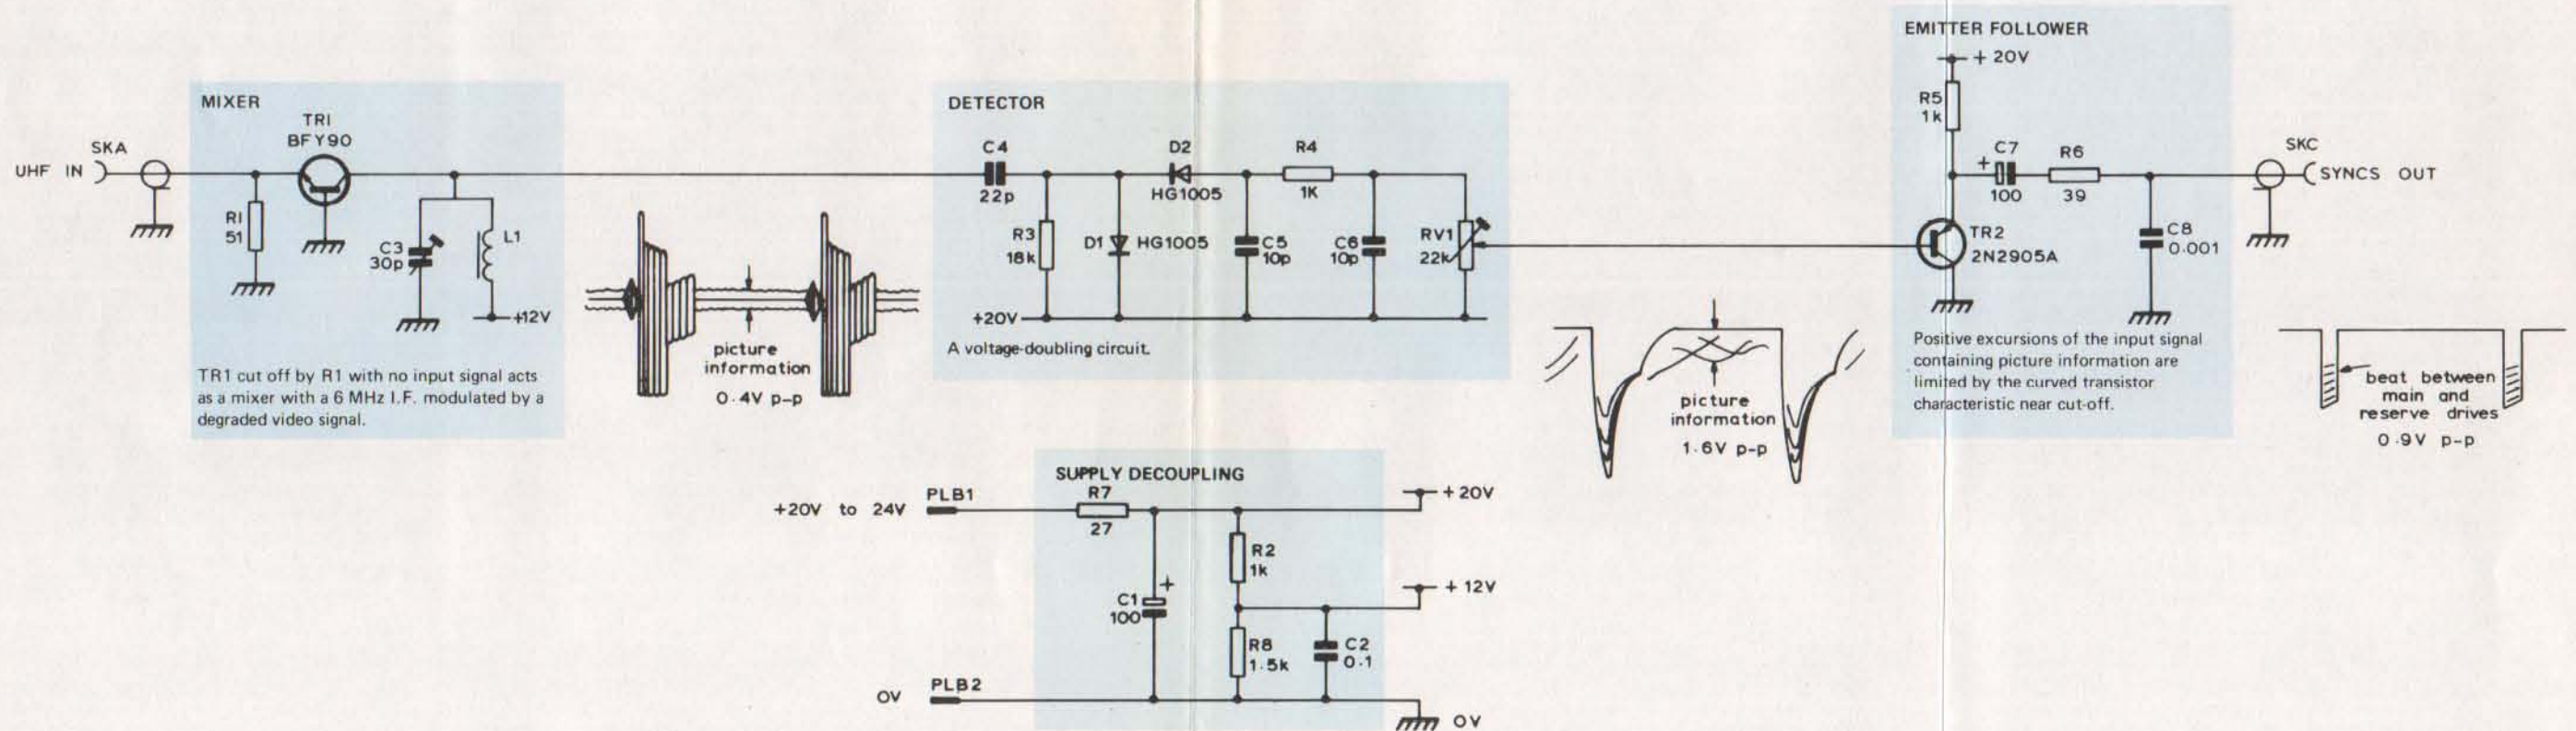 MIXER
TR1
BFY90
SKA
UHF IN
R1
51
C3
30p
L1
+12V
TR1 cut off by R1 with no input signal acts
as a mixer with a 6 MHz I.F. modulated by a
degraded video signal.
picture
information
0.4V p-p
DETECTOR
C4
22p
D2
HG1005
R4
1K
R3
18k
D1
HG1005
C5
10p
C6
10p
RV1
22k
+20V
A voltage-doubling circuit.
picture
information
1.6V p-p
EMITTER FOLLOWER
+ 20V
R5
1k
C7
+
100
R6
39
SKC
SYNCS OUT
TR2
2N2905A
C8
0.001
Positive excursions of the input signal
containing picture information are
limited by the curved transistor
characteristic near cut-off.
beat between
main and
reserve drives
0.9V p-p
SUPPLY DECOUPLING
+20V to 24V
PLB1
R7
27
+ 20V
R2
1k
+
C1
100
+ 12V
R8
1.5k
C2
0.1
0V
PLB2
0V